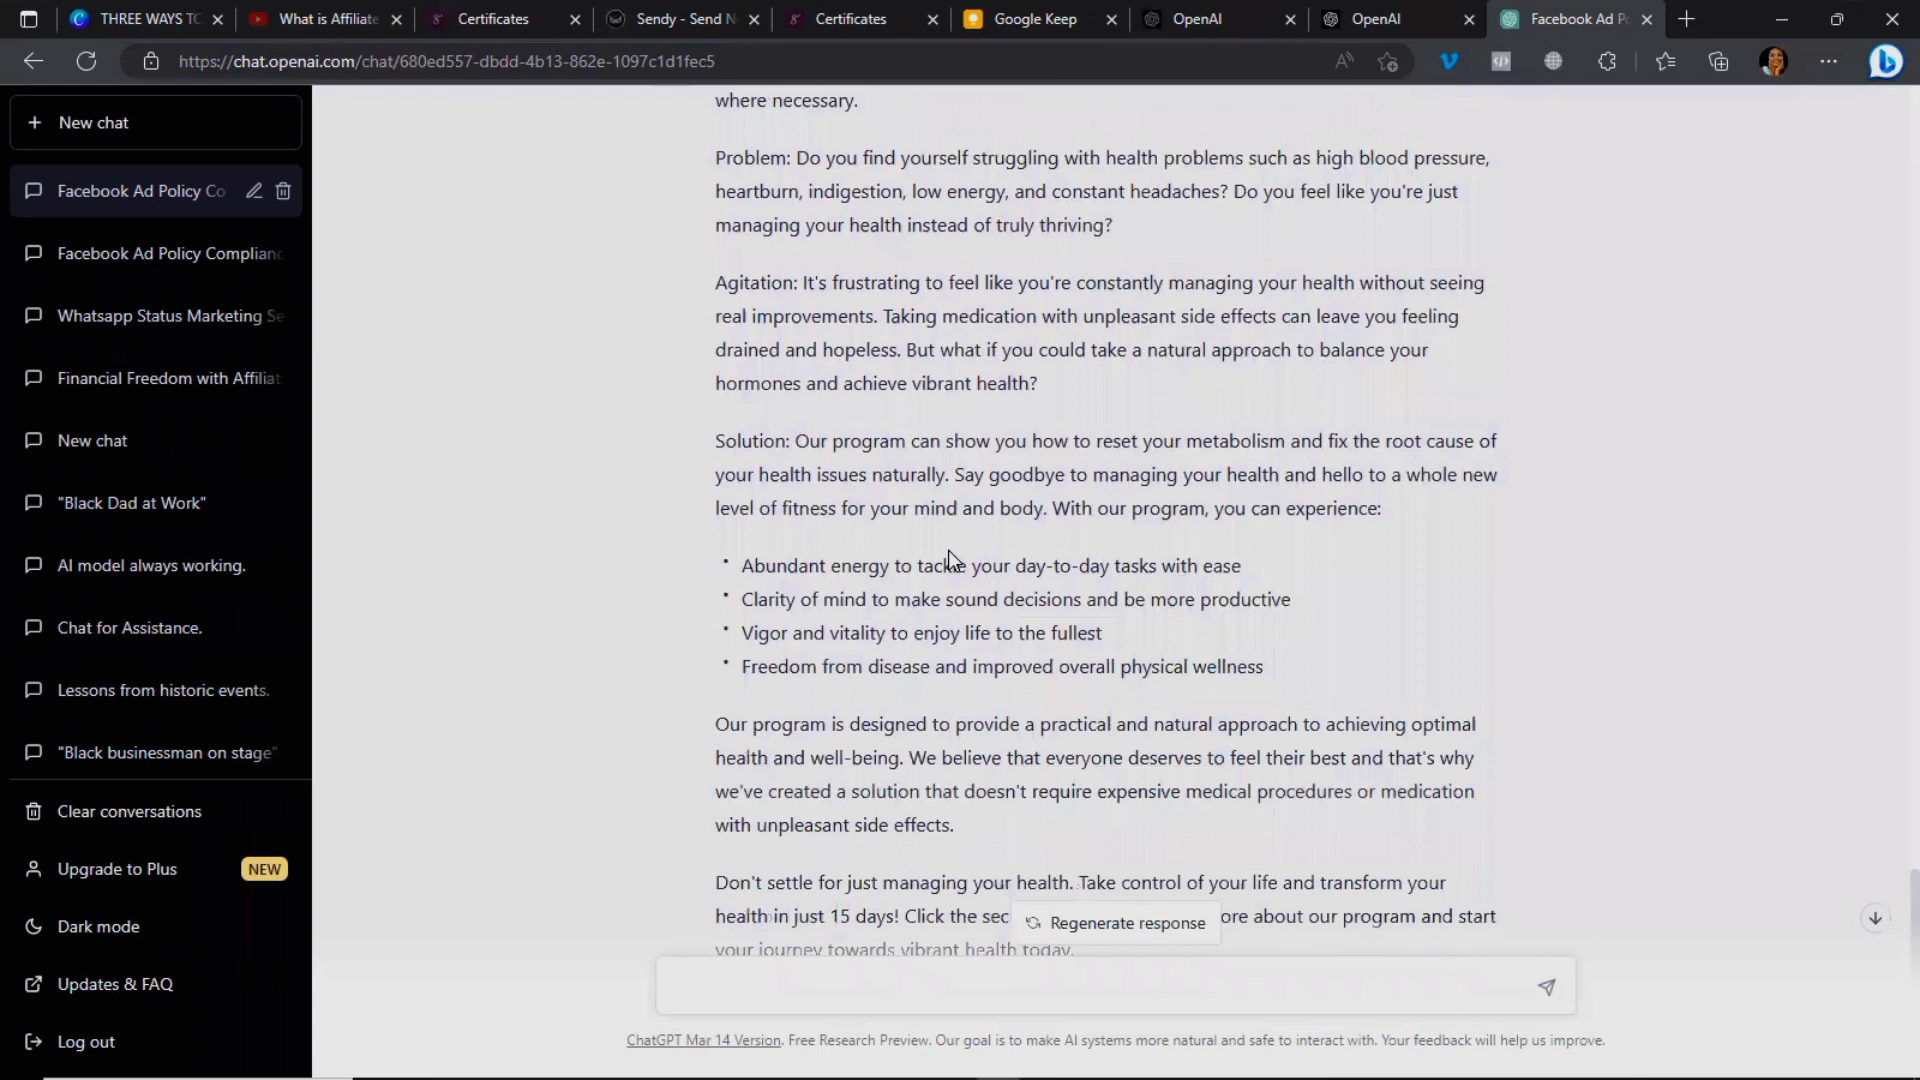 THREE WAYS TO
What is Affiliate
Certificates
Sendy - Send N
Certificates
Google Keep
OpenAI
OpenAI
Facebook Ad Po
https://chat.openai.com/chat/680ed557-dbdd-4b13-862e-1097c1d1fec5
New chat
Facebook Ad Policy Co
Facebook Ad Policy Complianc
Whatsapp Status Marketing Se
Financial Freedom with Affiliat
New chat
"Black Dad at Work"
AI model always working.
Chat for Assistance.
Lessons from historic events.
"Black businessman on stage"
Clear conversations
Upgrade to Plus NEW
Dark mode
Updates & FAQ
Log out
where necessary.
Problem: Do you find yourself struggling with health problems such as high blood pressure,
heartburn, indigestion, low energy, and constant headaches? Do you feel like you're just
managing your health instead of truly thriving?
Agitation: It's frustrating to feel like you're constantly managing your health without seeing
real improvements. Taking medication with unpleasant side effects can leave you feeling
drained and hopeless. But what if you could take a natural approach to balance your
hormones and achieve vibrant health?
Solution: Our program can show you how to reset your metabolism and fix the root cause of
your health issues naturally. Say goodbye to managing your health and hello to a whole new
level of fitness for your mind and body. With our program, you can experience:
• Abundant energy to tackle your day-to-day tasks with ease
• Clarity of mind to make sound decisions and be more productive
• Vigor and vitality to enjoy life to the fullest
• Freedom from disease and improved overall physical wellness
Our program is designed to provide a practical and natural approach to achieving optimal
health and well-being. We believe that everyone deserves to feel their best and that's why
we've created a solution that doesn't require expensive medical procedures or medication
with unpleasant side effects.
Don't settle for just managing your health. Take control of your life and transform your
health in just 15 days! Click the sec ore about our program and start
Regenerate response
your journey towards vibrant health today.
ChatGPT Mar 14 Version. Free Research Preview. Our goal is to make AI systems more natural and safe to interact with. Your feedback will help us improve.